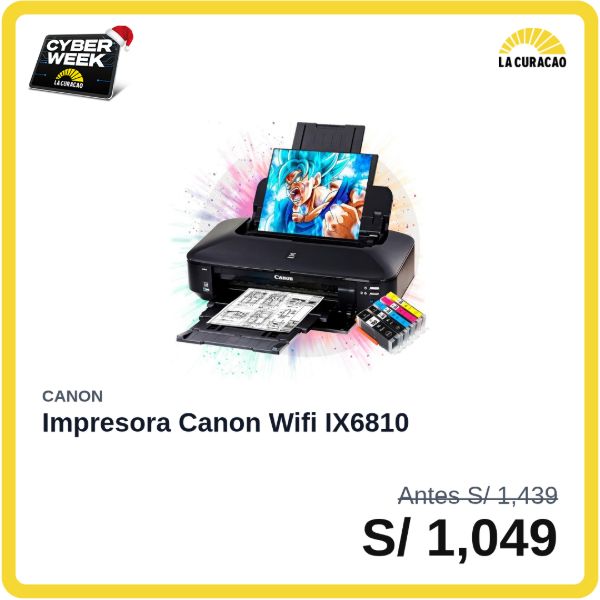 CYBER
WEEK
LA CURACAO
LA CURACAO
Canon
CANON
Impresora Canon Wifi IX6810
Antes S/ 1,439
S/ 1,049